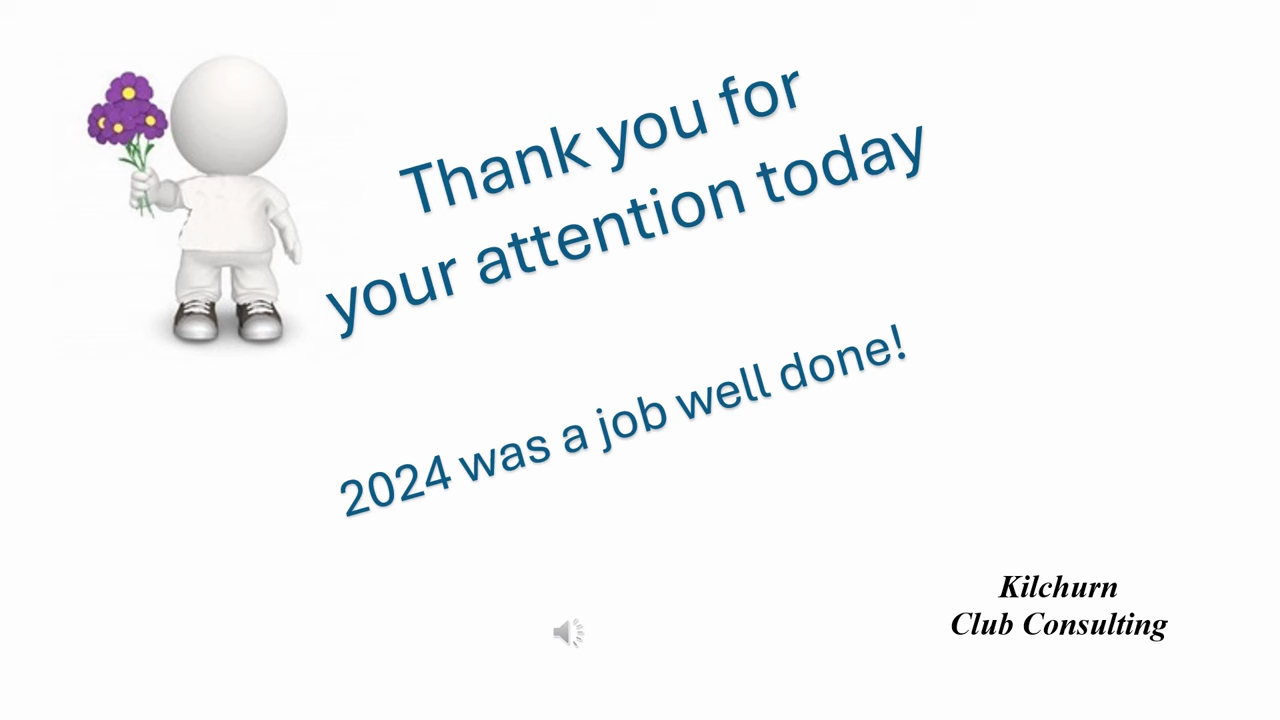 Thank you for
your attention today
2024 was a job well done!
Kilchurn
Club Consulting